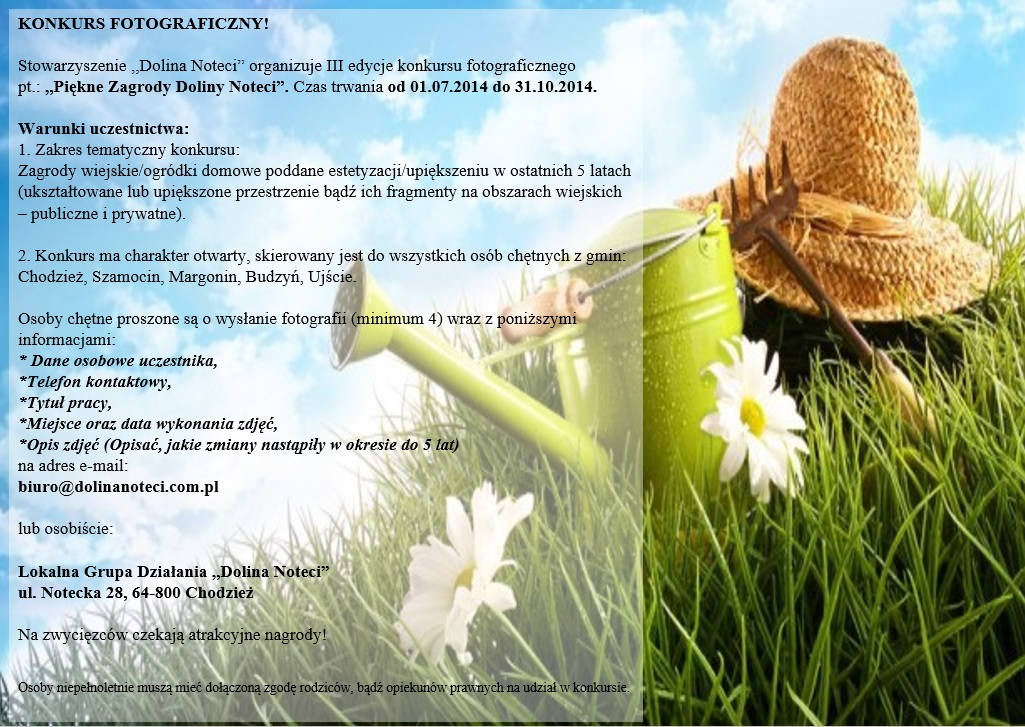 KONKURS FOTOGRAFICZNY!
Stowarzyszenie ,,Dolina Noteci” organizuje III edycje konkursu fotograficznego
pt.: „Piękne Zagrody Doliny Noteci”. Czas trwania od 01.07.2014 do 31.10.2014.
Warunki uczestnictwa:
1. Zakres tematyczny konkursu:
Zagrody wiejskie/ogródki domowe poddane estetyzacji/upiększeniu w ostatnich 5 latach
(ukształtowane lub upiększone przestrzenie bądź ich fragmenty na obszarach wiejskich
– publiczne i prywatne).
2. Konkurs ma charakter otwarty, skierowany jest do wszystkich osób chętnych z gmin:
Chodzież, Szamocin, Margonin, Budzyń, Ujście.
Osoby chętne proszone są o wysłanie fotografii (minimum 4) wraz z poniższymi
informacjami:
* Dane osobowe uczestnika,
*Telefon kontaktowy,
*Tytuł pracy,
*Miejsce oraz data wykonania zdjęć,
*Opis zdjęć (Opisać, jakie zmiany nastąpiły w okresie do 5 lat)
na adres e-mail:
biuro@dolinanoteci.com.pl
lub osobiście:
Lokalna Grupa Działania ,,Dolina Noteci”
ul. Notecka 28, 64-800 Chodzież
Na zwycięzców czekają atrakcyjne nagrody!
Osoby niepełnoletnie muszą mieć dołączoną zgodę rodziców, bądź opiekunów prawnych na udział w konkursie.